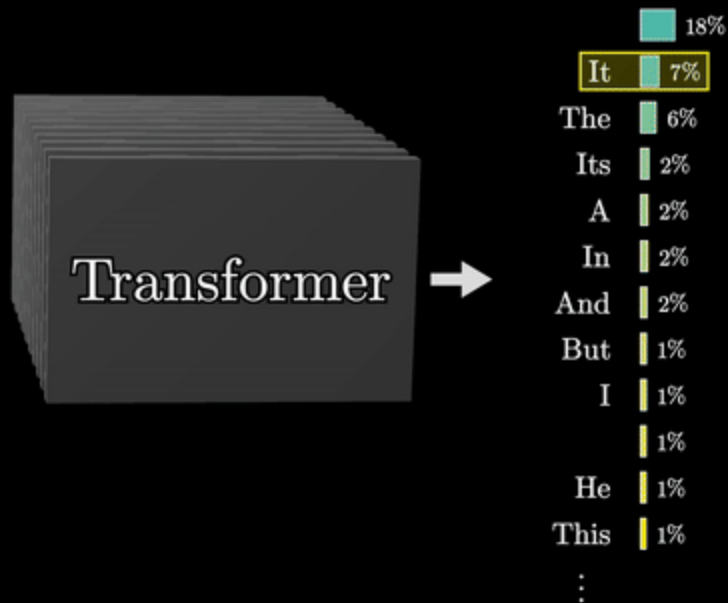 18%
It 7%
The 6%
Its 2%
A 2%
In 2%
And 2%
Transformer
But 1%
I 1%
1%
He 1%
This 1%
⋮